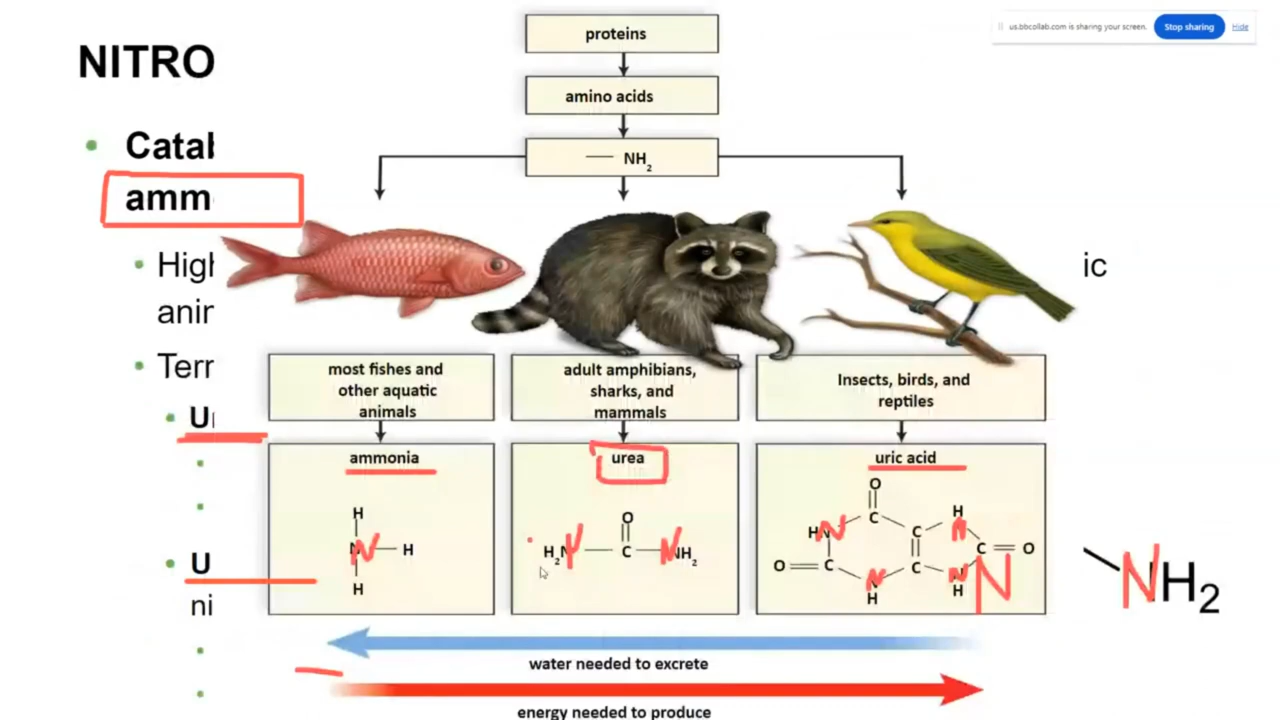 us.bbcollab.com is sharing your screen. Stop sharing Hide
NITRO
proteins
amino acids
— NH2
Catab
amm
High
ic
anim
Terr
most fishes and
other aquatic
animals
adult amphibians,
sharks, and
mammals
Insects, birds, and
reptiles
U
ammonia
urea
uric acid
H
N H
H
O
H2N C NH2
O
C
H
HN
C
C
O
O
C
C
N
H
N
H
N
U
NH2
ni
water needed to excrete
energy needed to produce